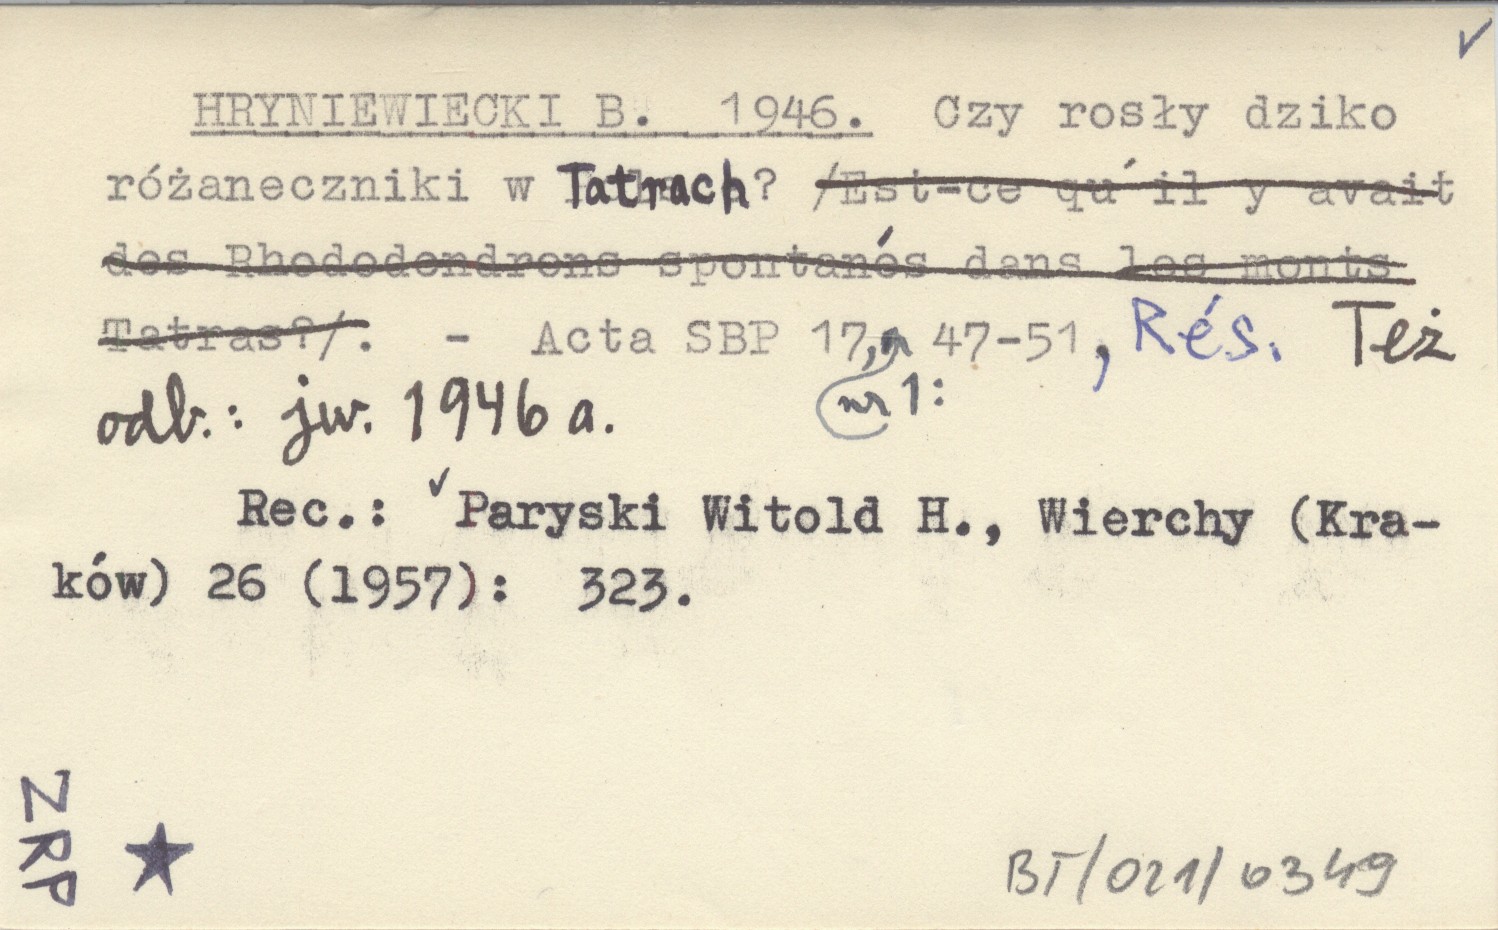 ✓
HRYNIEWIECKI B. 1946. Czy rosły dziko
różaneczniki w Tatrach? /Est-ce qu'il y avait
des Rhododendrons spontanés dans les monts
Tatras?/. - Acta SBP 17, 47-51, Rés. Też
nr 1:
odb.: jw. 1946 a.
Rec.: ✓Paryski Witold H., Wierchy (Kra-
ków) 26 (1957): 323.
ZRP ★
BT/021/0349